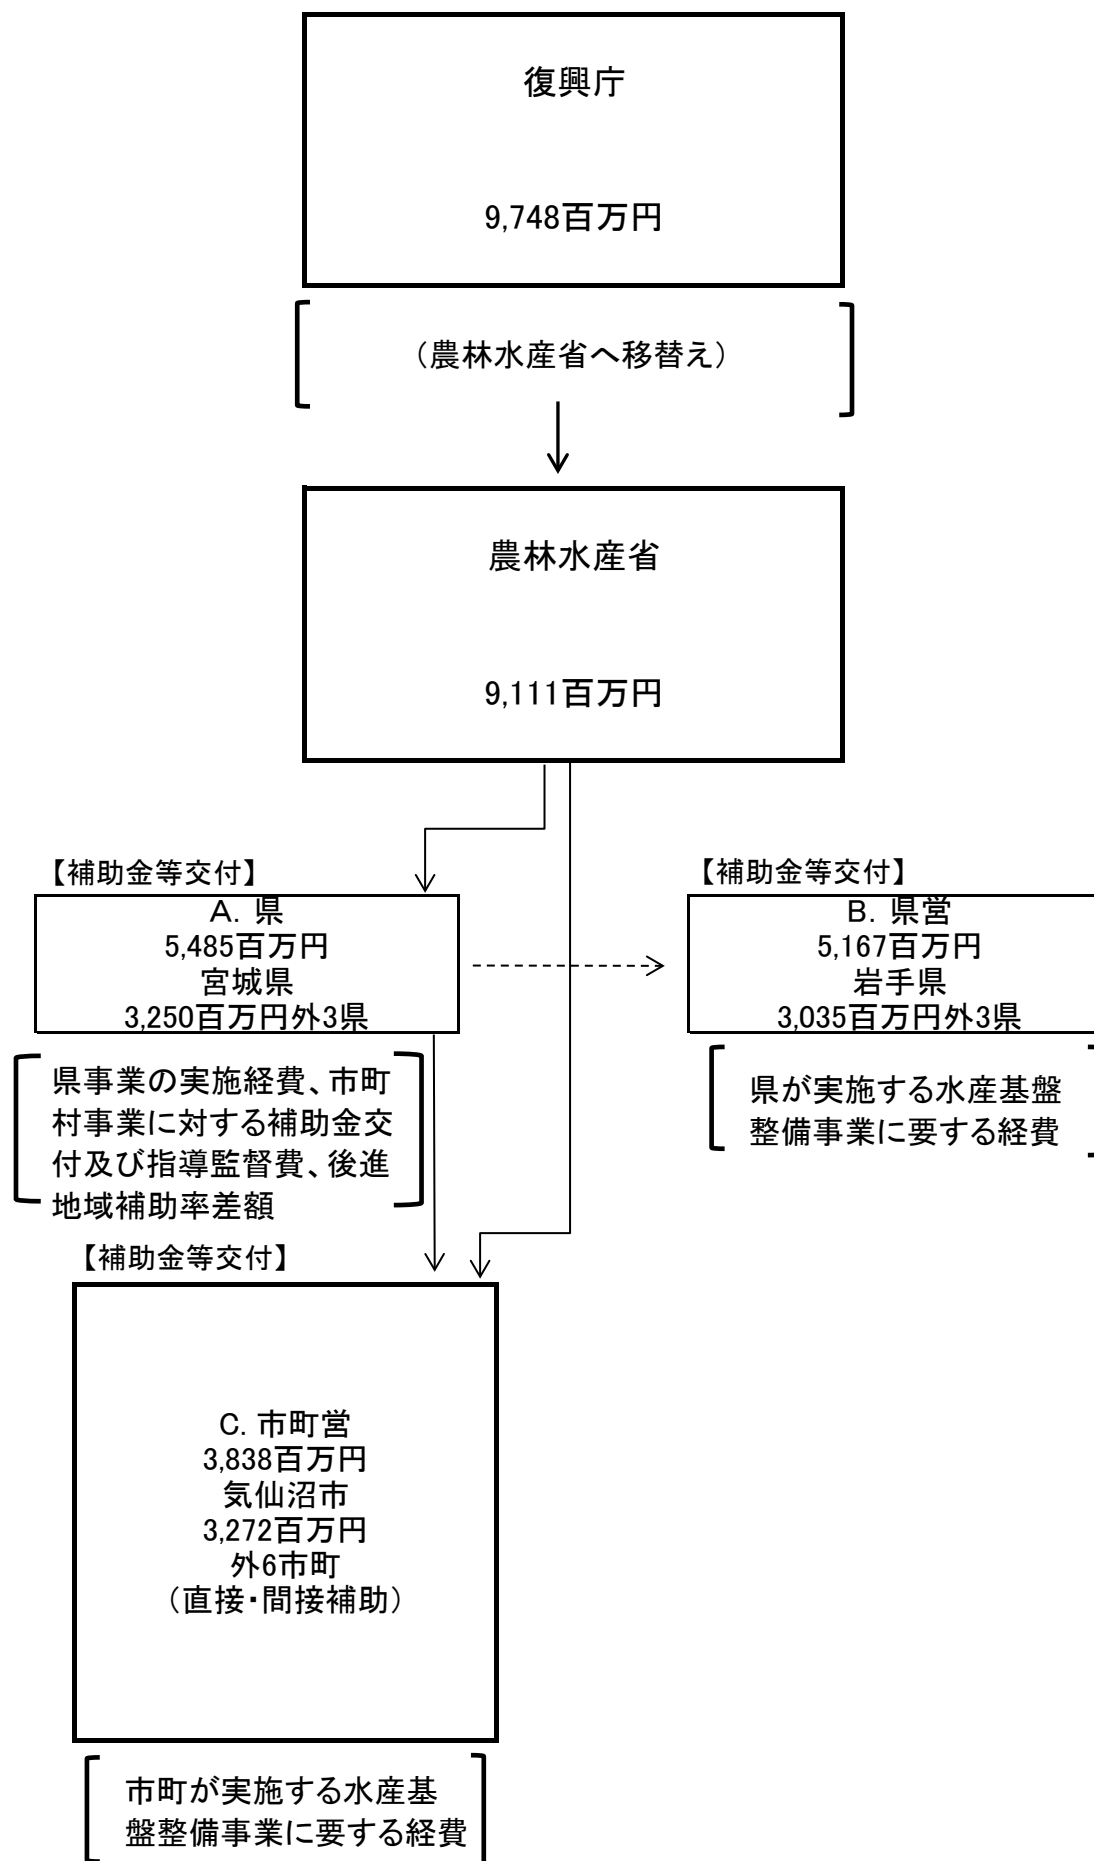 復興庁
9,748百万円
（農林水産省へ移替え）
農林水産省
9,111百万円
【補助金等交付】
A. 県
5,485百万円
宮城県
3,250百万円外3県
県事業の実施経費、市町
村事業に対する補助金交
付及び指導監督費、後進
地域補助率差額
【補助金等交付】
B. 県営
5,167百万円
岩手県
3,035百万円外3県
県が実施する水産基盤
整備事業に要する経費
【補助金等交付】
C. 市町営
3,838百万円
気仙沼市
3,272百万円
外6市町
（直接・間接補助）
市町が実施する水産基
盤整備事業に要する経費